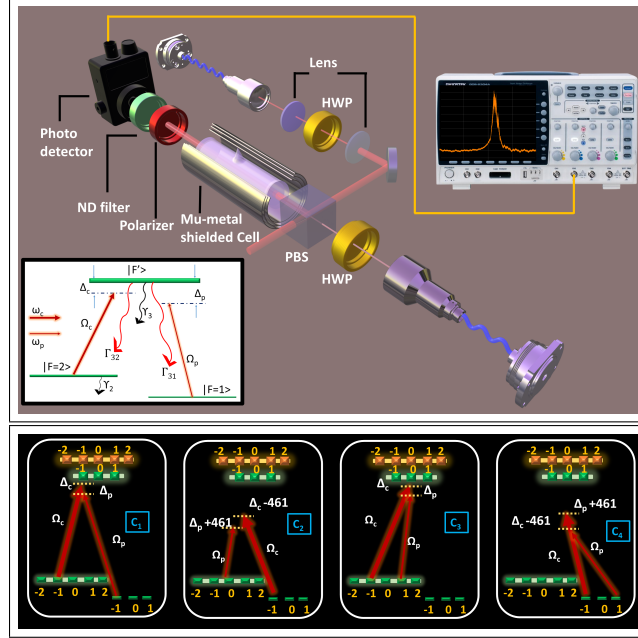 Lens
HWP
Photo
detector
ND filter
Polarizer
Mu-metal
shielded Cell
PBS
HWP
|F'>
Δc
Δp
ωc
ωp
Ωc
ϒ3
Γ32
Γ31
Ωp
|F=2>
ϒ2
|F=1>
-2 -1 0 1 2
-1 0 1
Δc
Δp
Ωc
Ωp
C1
-2 -1 0 1 2
-1 0 1
-2 -1 0 1 2
-1 0 1
Δc -461
Δp +461
C2
Ωp
Ωc
-2 -1 0 1 2
-1 0 1
-2 -1 0 1 2
-1 0 1
Δc
Δp
Ωc
Ωp
C3
-2 -1 0 1 2
-1 0 1
-2 -1 0 1 2
-1 0 1
Δp +461
Δc -461
C4
Ωc
Ωp
-2 -1 0 1 2
-1 0 1